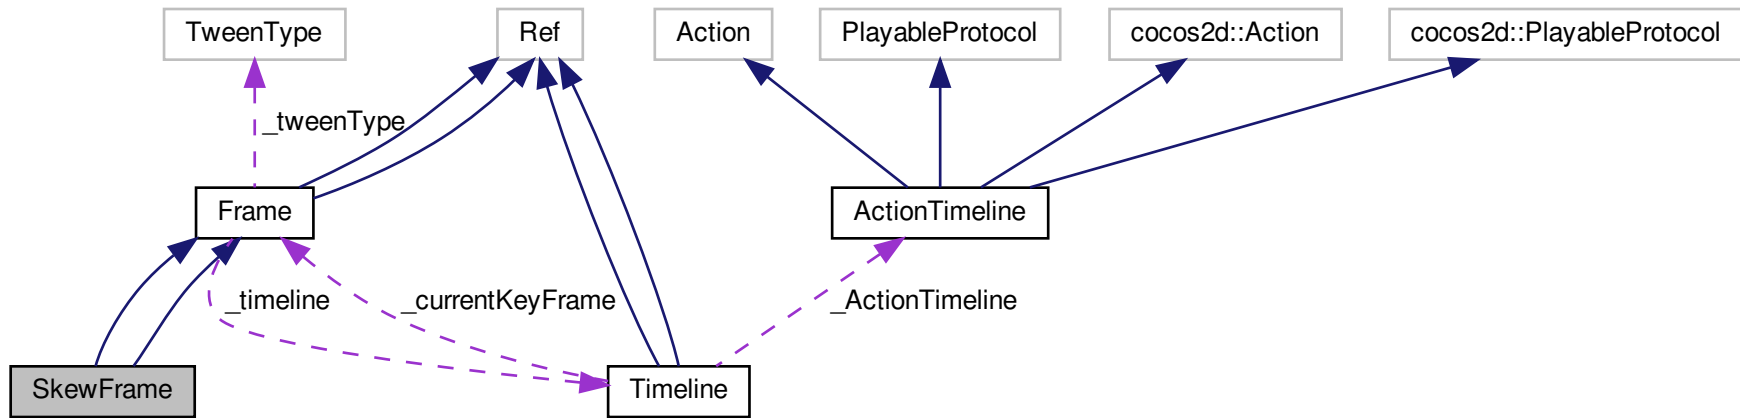 TweenType
Ref
Action
PlayableProtocol
cocos2d::Action
cocos2d::PlayableProtocol
_tweenType
Frame
ActionTimeline
_timeline
_currentKeyFrame
_ActionTimeline
SkewFrame
Timeline